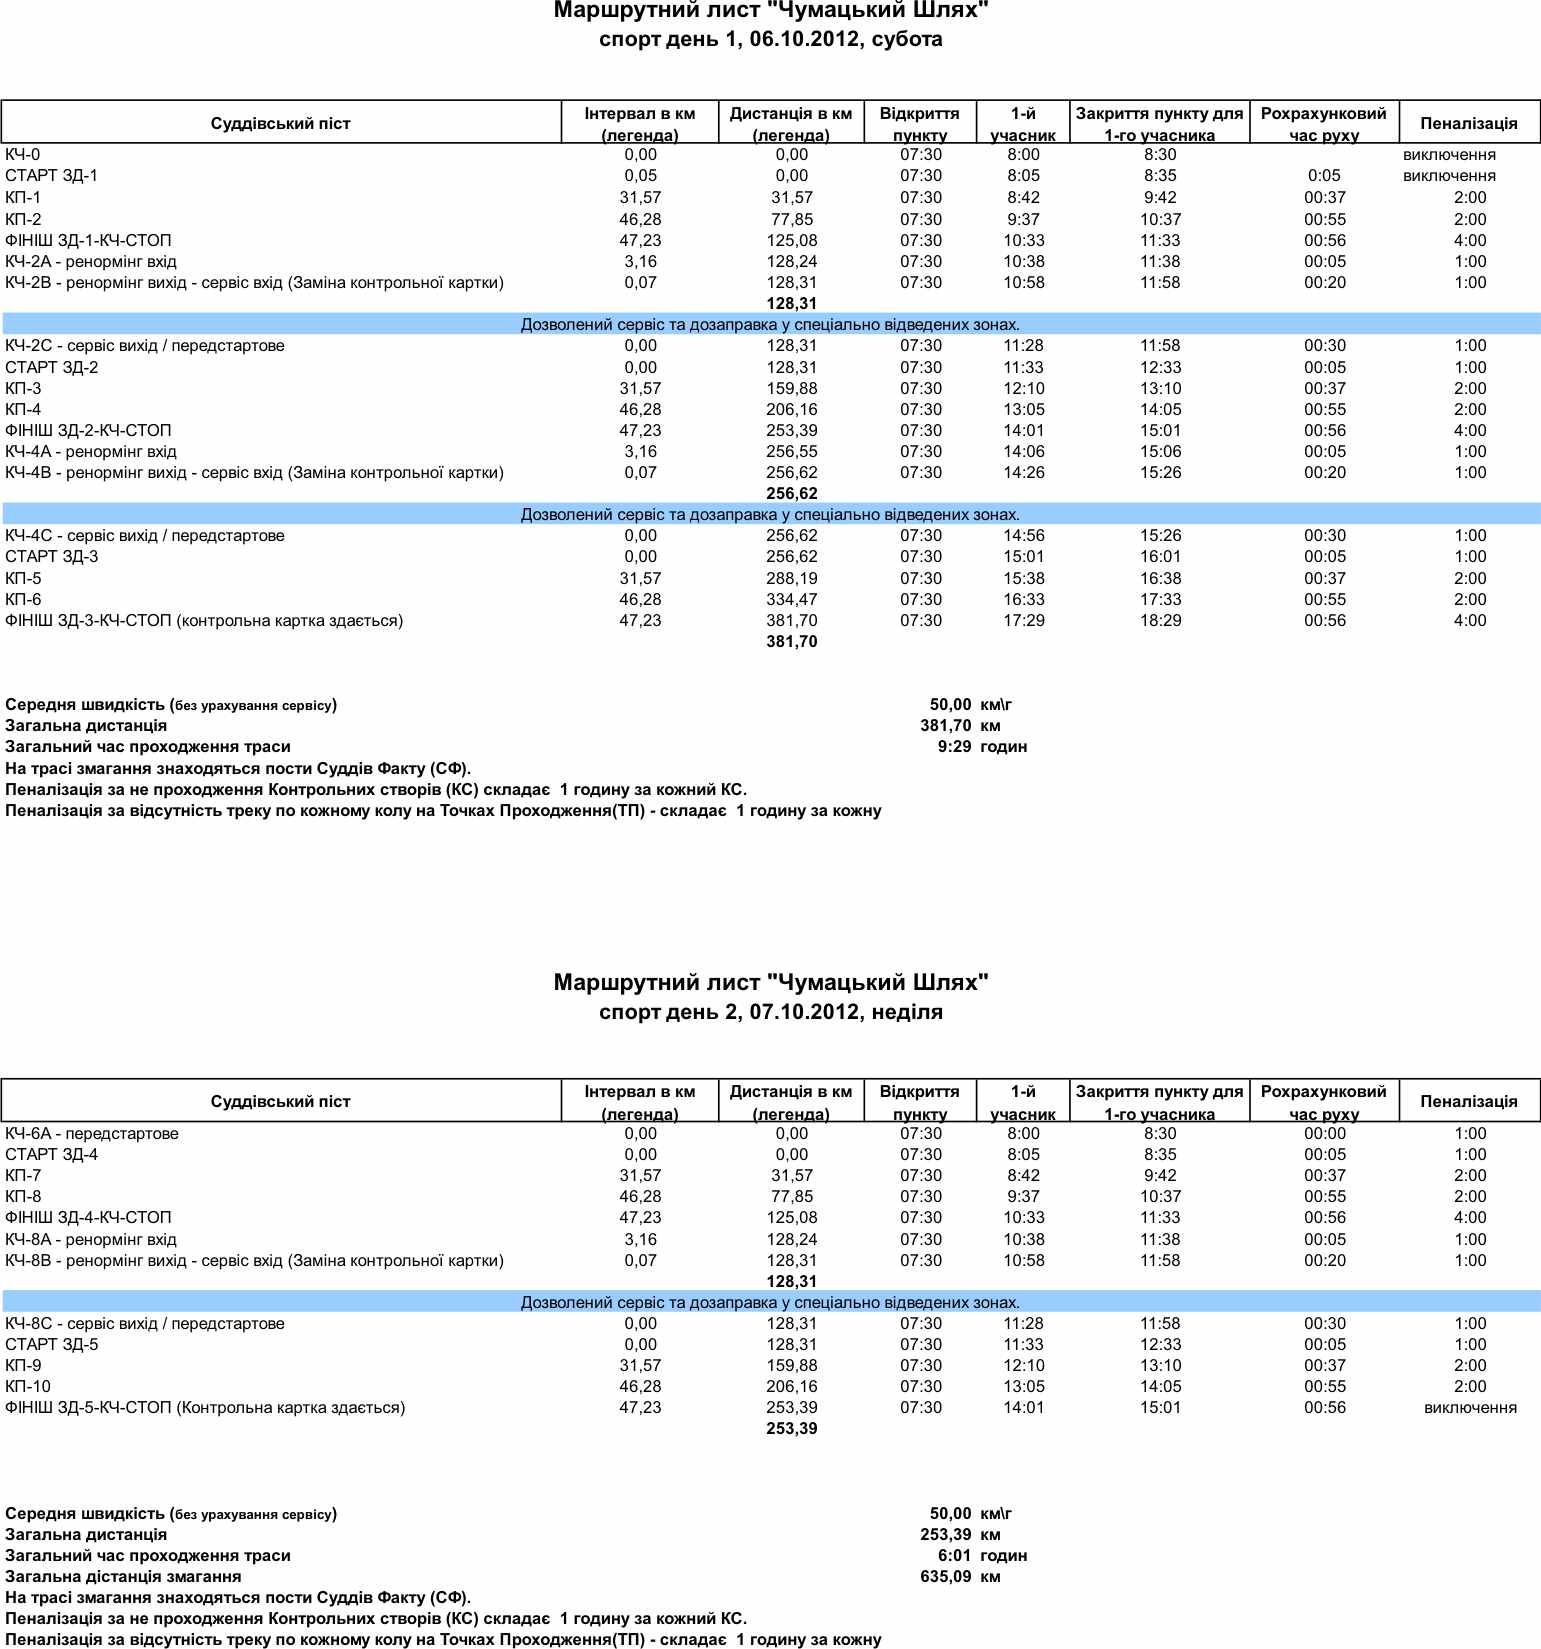 Маршрутний лист "Чумацький Шлях"
спорт день 1, 06.10.2012, субота
Суддівський піст Інтервал в км (легенда) Дистанція в км (легенда) Відкриття пункту 1-й учасник Закриття пункту для 1-го учасника Рохрахунковий час руху Пеналізація
КЧ-0 0,00 0,00 07:30 8:00 8:30 виключення
СТАРТ ЗД-1 0,05 0,00 07:30 8:05 8:35 0:05 виключення
КП-1 31,57 31,57 07:30 8:42 9:42 00:37 2:00
КП-2 46,28 77,85 07:30 9:37 10:37 00:55 2:00
ФІНІШ ЗД-1-КЧ-СТОП 47,23 125,08 07:30 10:33 11:33 00:56 4:00
КЧ-2А - ренормінг вхід 3,16 128,24 07:30 10:38 11:38 00:05 1:00
КЧ-2В - ренормінг вихід - сервіс вхід (Заміна контрольної картки) 0,07 128,31 07:30 10:58 11:58 00:20 1:00
128,31
Дозволений сервіс та дозаправка у спеціально відведених зонах.
КЧ-2С - сервіс вихід / передстартове 0,00 128,31 07:30 11:28 11:58 00:30 1:00
СТАРТ ЗД-2 0,00 128,31 07:30 11:33 12:33 00:05 1:00
КП-3 31,57 159,88 07:30 12:10 13:10 00:37 2:00
КП-4 46,28 206,16 07:30 13:05 14:05 00:55 2:00
ФІНІШ ЗД-2-КЧ-СТОП 47,23 253,39 07:30 14:01 15:01 00:56 4:00
КЧ-4А - ренормінг вхід 3,16 256,55 07:30 14:06 15:06 00:05 1:00
КЧ-4В - ренормінг вихід - сервіс вхід (Заміна контрольної картки) 0,07 256,62 07:30 14:26 15:26 00:20 1:00
256,62
Дозволений сервіс та дозаправка у спеціально відведених зонах.
КЧ-4С - сервіс вихід / передстартове 0,00 256,62 07:30 14:56 15:26 00:30 1:00
СТАРТ ЗД-3 0,00 256,62 07:30 15:01 16:01 00:05 1:00
КП-5 31,57 288,19 07:30 15:38 16:38 00:37 2:00
КП-6 46,28 334,47 07:30 16:33 17:33 00:55 2:00
ФІНІШ ЗД-3-КЧ-СТОП (контрольна картка здається) 47,23 381,70 07:30 17:29 18:29 00:56 4:00
381,70
Середня швидкість (без урахування сервісу) 50,00 км\г
Загальна дистанція 381,70 км
Загальний час проходження траси 9:29 годин
На трасі змагання знаходяться пости Суддів Факту (СФ).
Пеналізація за не проходження Контрольних створів (КС) складає 1 годину за кожний КС.
Пеналізація за відсутність треку по кожному колу на Точках Проходження(ТП) - складає 1 годину за кожну
Маршрутний лист "Чумацький Шлях"
спорт день 2, 07.10.2012, неділя
Суддівський піст Інтервал в км (легенда) Дистанція в км (легенда) Відкриття пункту 1-й учасник Закриття пункту для 1-го учасника Рохрахунковий час руху Пеналізація
КЧ-6А - передстартове 0,00 0,00 07:30 8:00 8:30 00:00 1:00
СТАРТ ЗД-4 0,00 0,00 07:30 8:05 8:35 00:05 1:00
КП-7 31,57 31,57 07:30 8:42 9:42 00:37 2:00
КП-8 46,28 77,85 07:30 9:37 10:37 00:55 2:00
ФІНІШ ЗД-4-КЧ-СТОП 47,23 125,08 07:30 10:33 11:33 00:56 4:00
КЧ-8А - ренормінг вхід 3,16 128,24 07:30 10:38 11:38 00:05 1:00
КЧ-8В - ренормінг вихід - сервіс вхід (Заміна контрольної картки) 0,07 128,31 07:30 10:58 11:58 00:20 1:00
128,31
Дозволений сервіс та дозаправка у спеціально відведених зонах.
КЧ-8С - сервіс вихід / передстартове 0,00 128,31 07:30 11:28 11:58 00:30 1:00
СТАРТ ЗД-5 0,00 128,31 07:30 11:33 12:33 00:05 1:00
КП-9 31,57 159,88 07:30 12:10 13:10 00:37 2:00
КП-10 46,28 206,16 07:30 13:05 14:05 00:55 2:00
ФІНІШ ЗД-5-КЧ-СТОП (Контрольна картка здається) 47,23 253,39 07:30 14:01 15:01 00:56 виключення
253,39
Середня швидкість (без урахування сервісу) 50,00 км\г
Загальна дистанція 253,39 км
Загальний час проходження траси 6:01 годин
Загальна дістанція змагання 635,09 км
На трасі змагання знаходяться пости Суддів Факту (СФ).
Пеналізація за не проходження Контрольних створів (КС) складає 1 годину за кожний КС.
Пеналізація за відсутність треку по кожному колу на Точках Проходження(ТП) - складає 1 годину за кожну